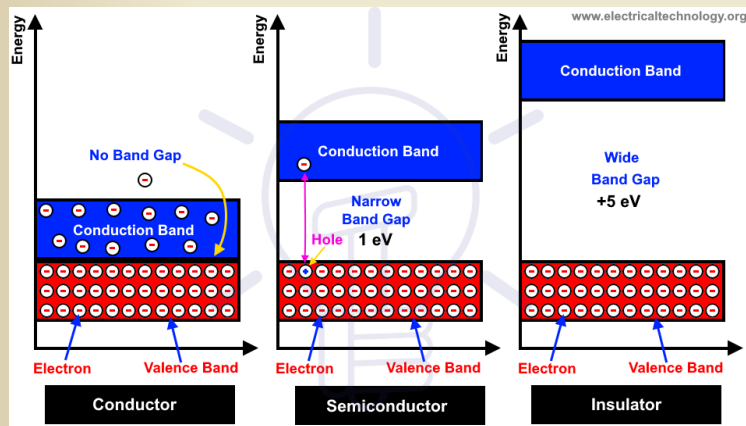 www.electricaltechnology.org
Energy
No Band Gap
Conduction Band
Electron
Valence Band
Conductor
Energy
Conduction Band
Narrow
Band Gap
Hole
1 eV
Electron
Valence Band
Semiconductor
Energy
Conduction Band
Wide
Band Gap
+5 eV
Electron
Valence Band
Insulator